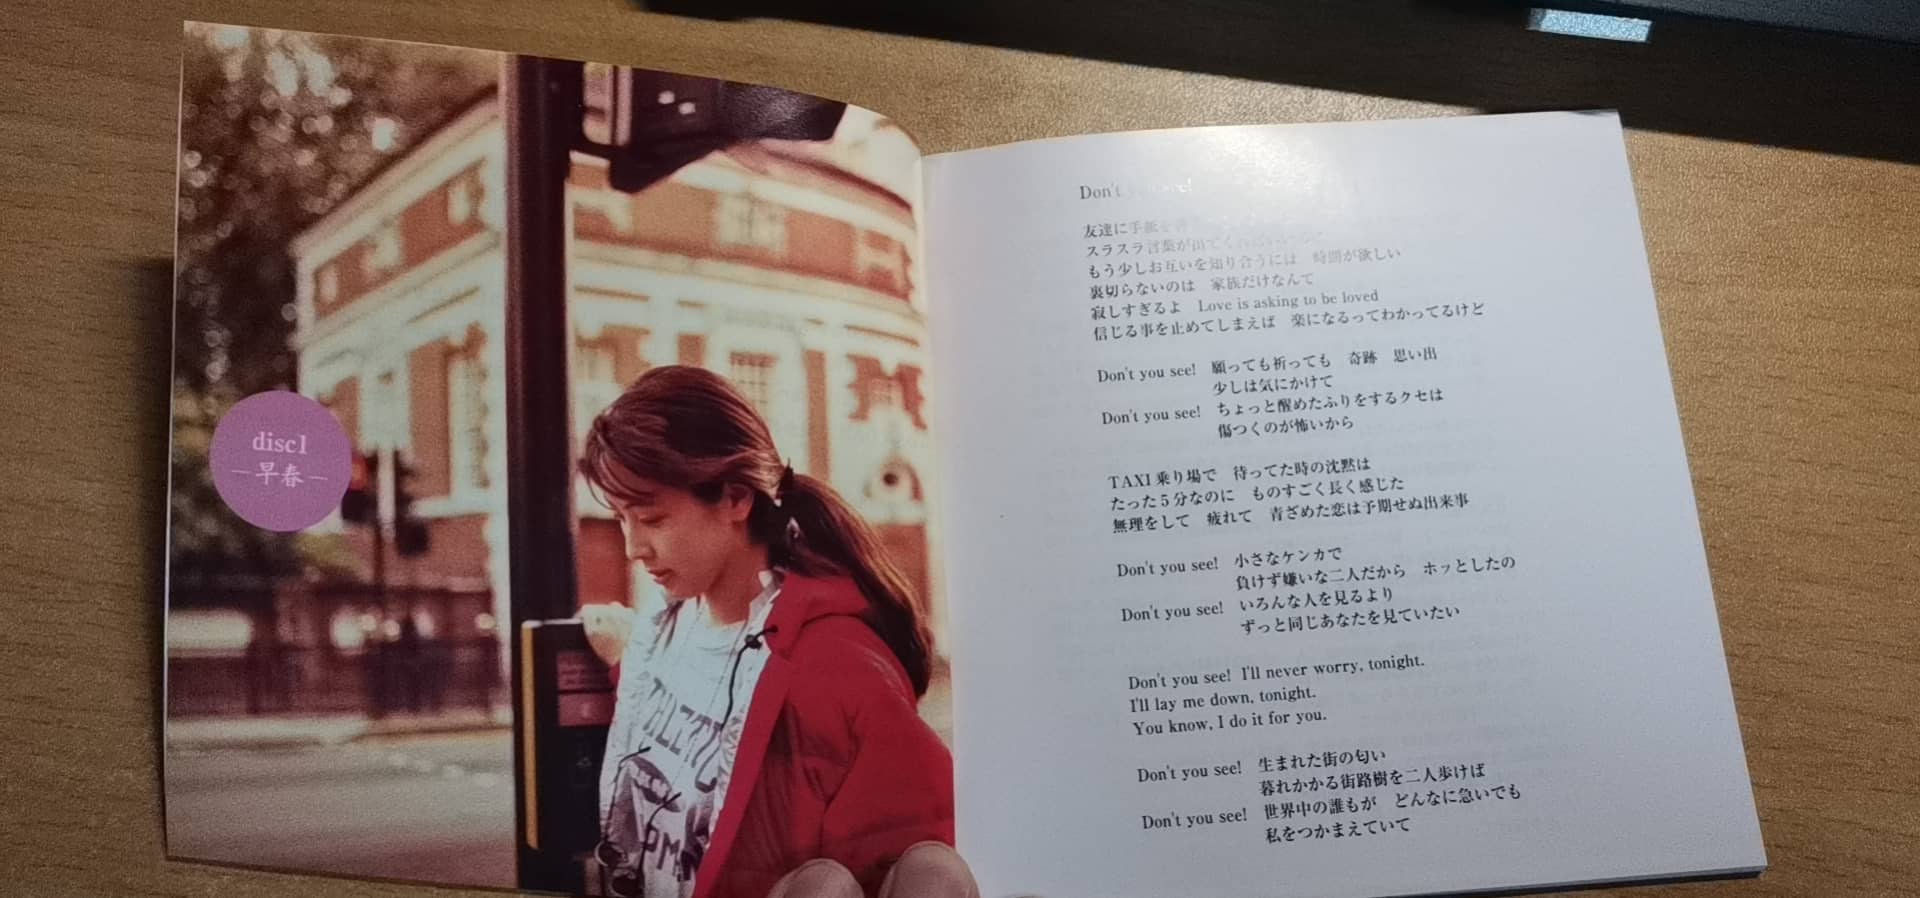 disc1
―早春―
Don't see!
友達に手紙を
スラスラ言葉が出て
もう少しお互いを知り合うには　時間が欲しい
裏切らないのは　家族だけなんて
寂しすぎるよ　Love is asking to be loved
信じる事を止めてしまえば　楽になるってわかってるけど
Don't you see!　願っても祈っても　奇跡　思い出
少しは気にかけて
Don't you see!　ちょっと醒めたふりをするクセは
傷つくのが怖いから
TAXI乗り場で　待ってた時の沈黙は
たった5分なのに　ものすごく長く感じた
無理をして　疲れて　青ざめた恋は予期せぬ出来事
Don't you see!　小さなケンカで
負けず嫌いな二人だから　ホッとしたの
Don't you see!　いろんな人を見るより
ずっと同じあなたを見ていたい
Don't you see! I'll never worry, tonight.
I'll lay me down, tonight.
You know, I do it for you.
Don't you see!　生まれた街の匂い
暮れかかる街路樹を二人歩けば
Don't you see!　世界中の誰もが　どんなに急いでも
私をつかまえていて